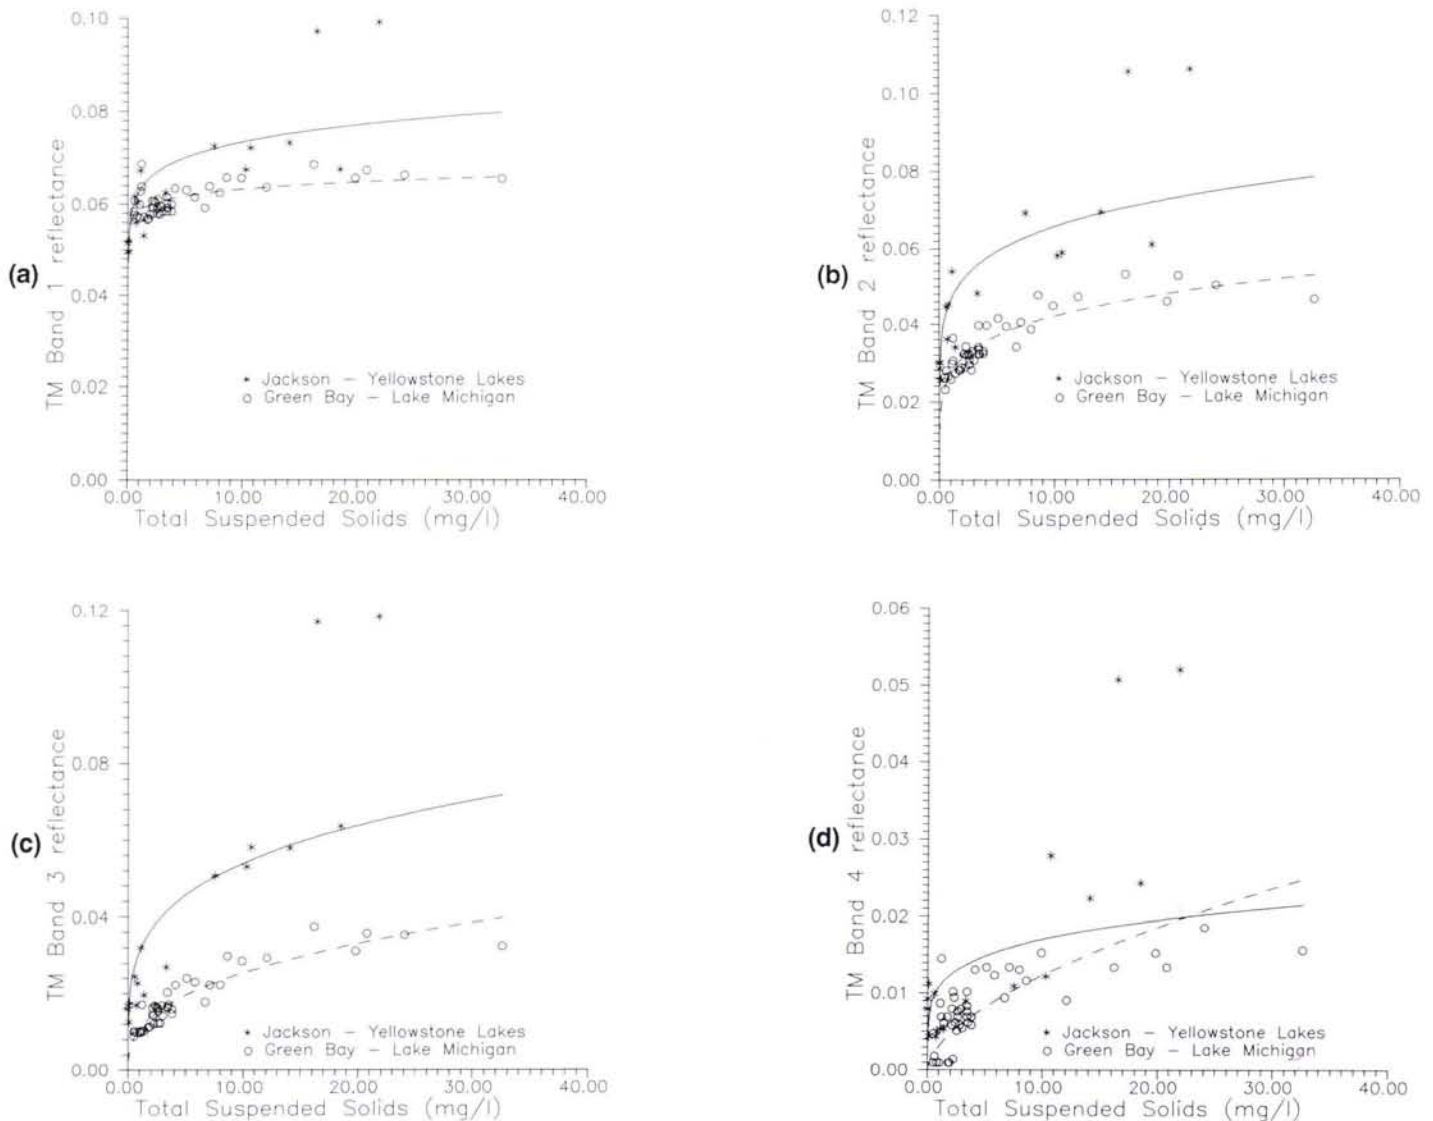 (a)
TM Band 1 reflectance
0.10
0.08
0.06
0.04
0.02
0.00
* Jackson – Yellowstone Lakes
○ Green Bay – Lake Michigan
0.00 10.00 20.00 30.00 40.00
Total Suspended Solids (mg/l)
(b)
TM Band 2 reflectance
0.12
0.10
0.08
0.06
0.04
0.02
0.00
* Jackson – Yellowstone Lakes
○ Green Bay – Lake Michigan
0.00 10.00 20.00 30.00 40.00
Total Suspended Solids (mg/l)
(c)
TM Band 3 reflectance
0.12
0.08
0.04
0.00
* Jackson – Yellowstone Lakes
○ Green Bay – Lake Michigan
0.00 10.00 20.00 30.00 40.00
Total Suspended Solids (mg/l)
(d)
TM Band 4 reflectance
0.06
0.05
0.04
0.03
0.02
0.01
0.00
* Jackson – Yellowstone Lakes
○ Green Bay – Lake Michigan
0.00 10.00 20.00 30.00 40.00
Total Suspended Solids (mg/l)